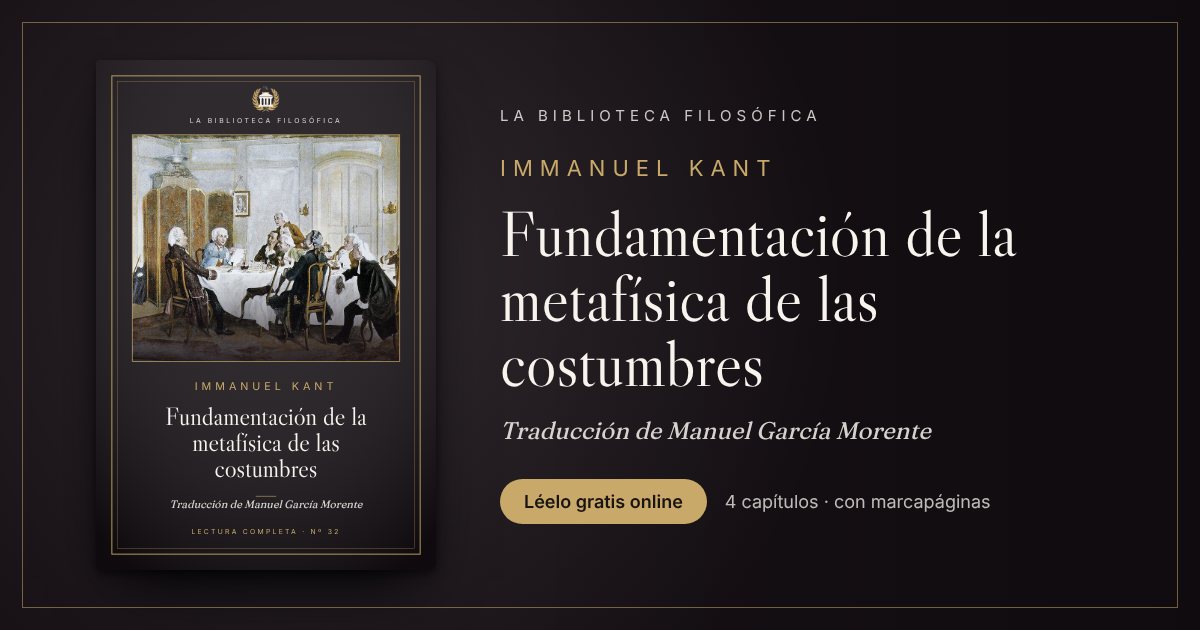 LA BIBLIOTECA FILOSÓFICA
IMMANUEL KANT
Fundamentación de la
metafísica de las
costumbres
Traducción de Manuel García Morente
LECTURA COMPLETA · Nº 32
LA BIBLIOTECA FILOSÓFICA
IMMANUEL KANT
Fundamentación de la
metafísica de las
costumbres
Traducción de Manuel García Morente
Léelo gratis online
4 capítulos · con marcapáginas